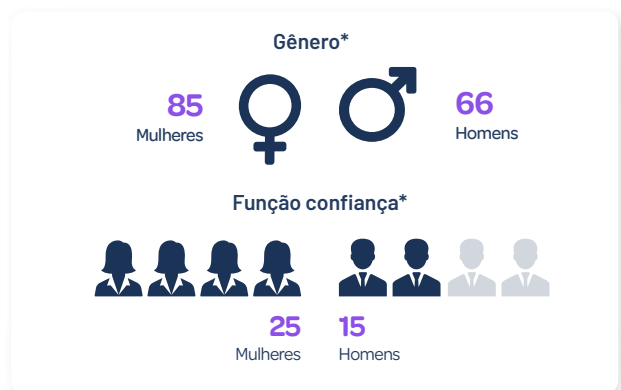 Gênero*
85
Mulheres
66
Homens
Função confiança*
25
Mulheres
15
Homens